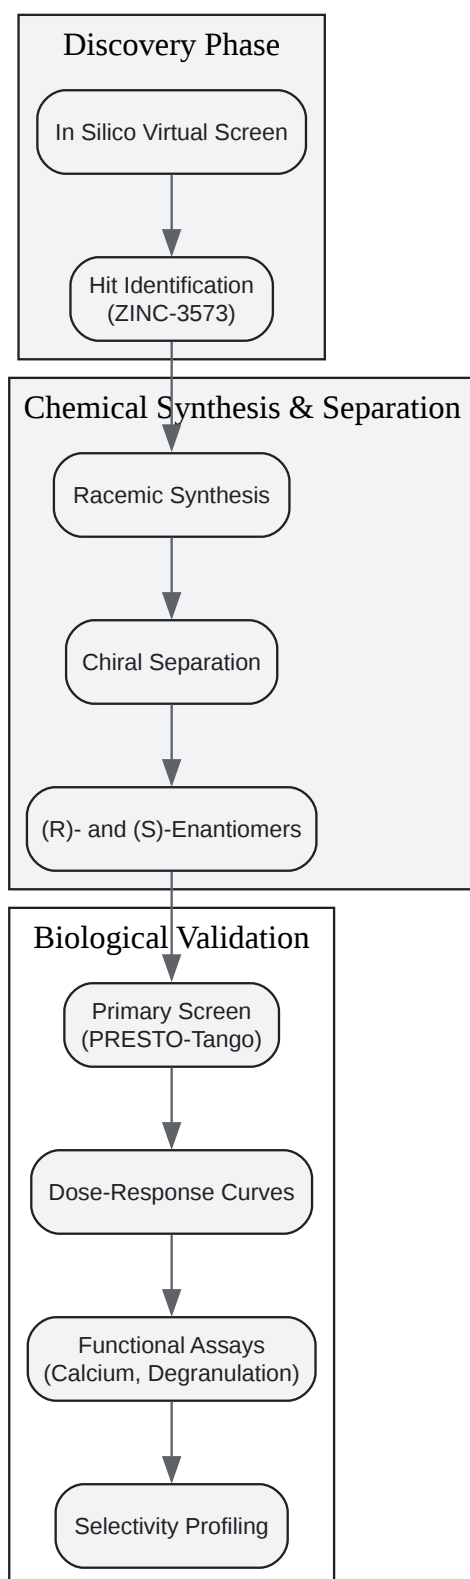 Discovery Phase
In Silico Virtual Screen
Hit Identification
(ZINC-3573)
Chemical Synthesis & Separation
Racemic Synthesis
Chiral Separation
(R)- and (S)-Enantiomers
Biological Validation
Primary Screen
(PRESTO-Tango)
Dose-Response Curves
Functional Assays
(Calcium, Degranulation)
Selectivity Profiling